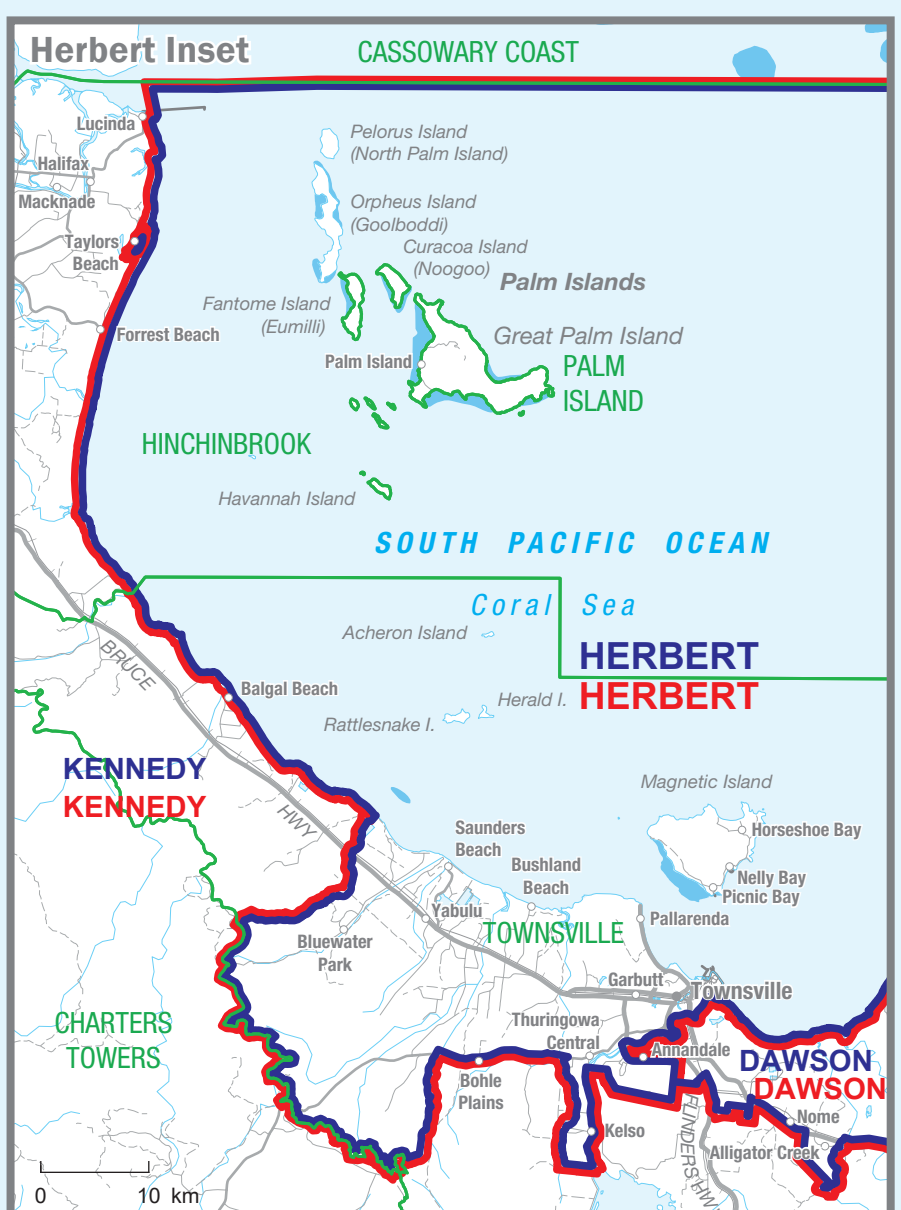 Herbert Inset
CASSOWARY COAST
Lucinda
Pelorus Island
(North Palm Island)
Halifax
Macknade
Orpheus Island
(Goolboddi)
Taylors
Beach
Curacoa Island
(Noogoo)
Palm Islands
Fantome Island
(Eumilli)
Forrest Beach
Great Palm Island
Palm Island
PALM
ISLAND
HINCHINBROOK
Havannah Island
SOUTH PACIFIC OCEAN
Coral Sea
Acheron Island
HERBERT
HERBERT
BRUCE
Balgal Beach
Herald I.
Rattlesnake I.
KENNEDY
KENNEDY
HWY
Magnetic Island
Saunders
Beach
Horseshoe Bay
Bushland
Beach
Nelly Bay
Picnic Bay
Yabulu
Pallarenda
TOWNSVILLE
Bluewater
Park
Garbutt
Townsville
CHARTERS
TOWERS
Thuringowa
Central
Annandale
DAWSON
DAWSON
Bohle
Plains
Nome
Kelso
FLINDERS HWY
Alligator Creek
0 10 km